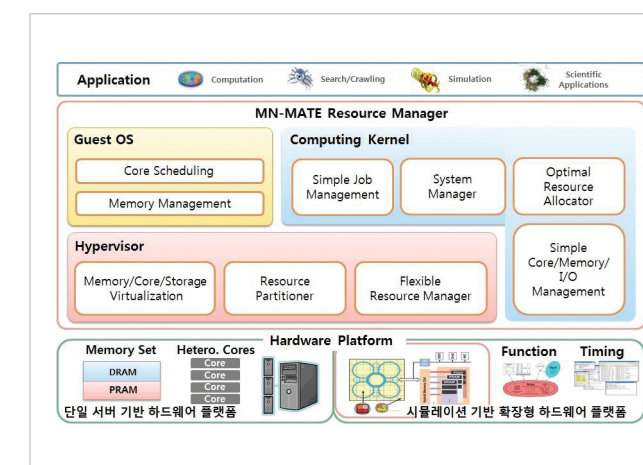 Application
Computation
Search/Crawling
Simulation
Scientific
Applications
MN-MATE Resource Manager
Guest OS
Core Scheduling
Memory Management
Computing Kernel
Simple Job
Management
System
Manager
Optimal
Resource
Allocator
Simple
Core/Memory/
I/O
Management
Hypervisor
Memory/Core/Storage
Virtualization
Resource
Partitioner
Flexible
Resource Manager
Hardware Platform
Memory Set
DRAM
PRAM
Hetero. Cores
Core
Core
Core
Core
단일 서버 기반 하드웨어 플랫폼
Function
Timing
시뮬레이션 기반 확장형 하드웨어 플랫폼